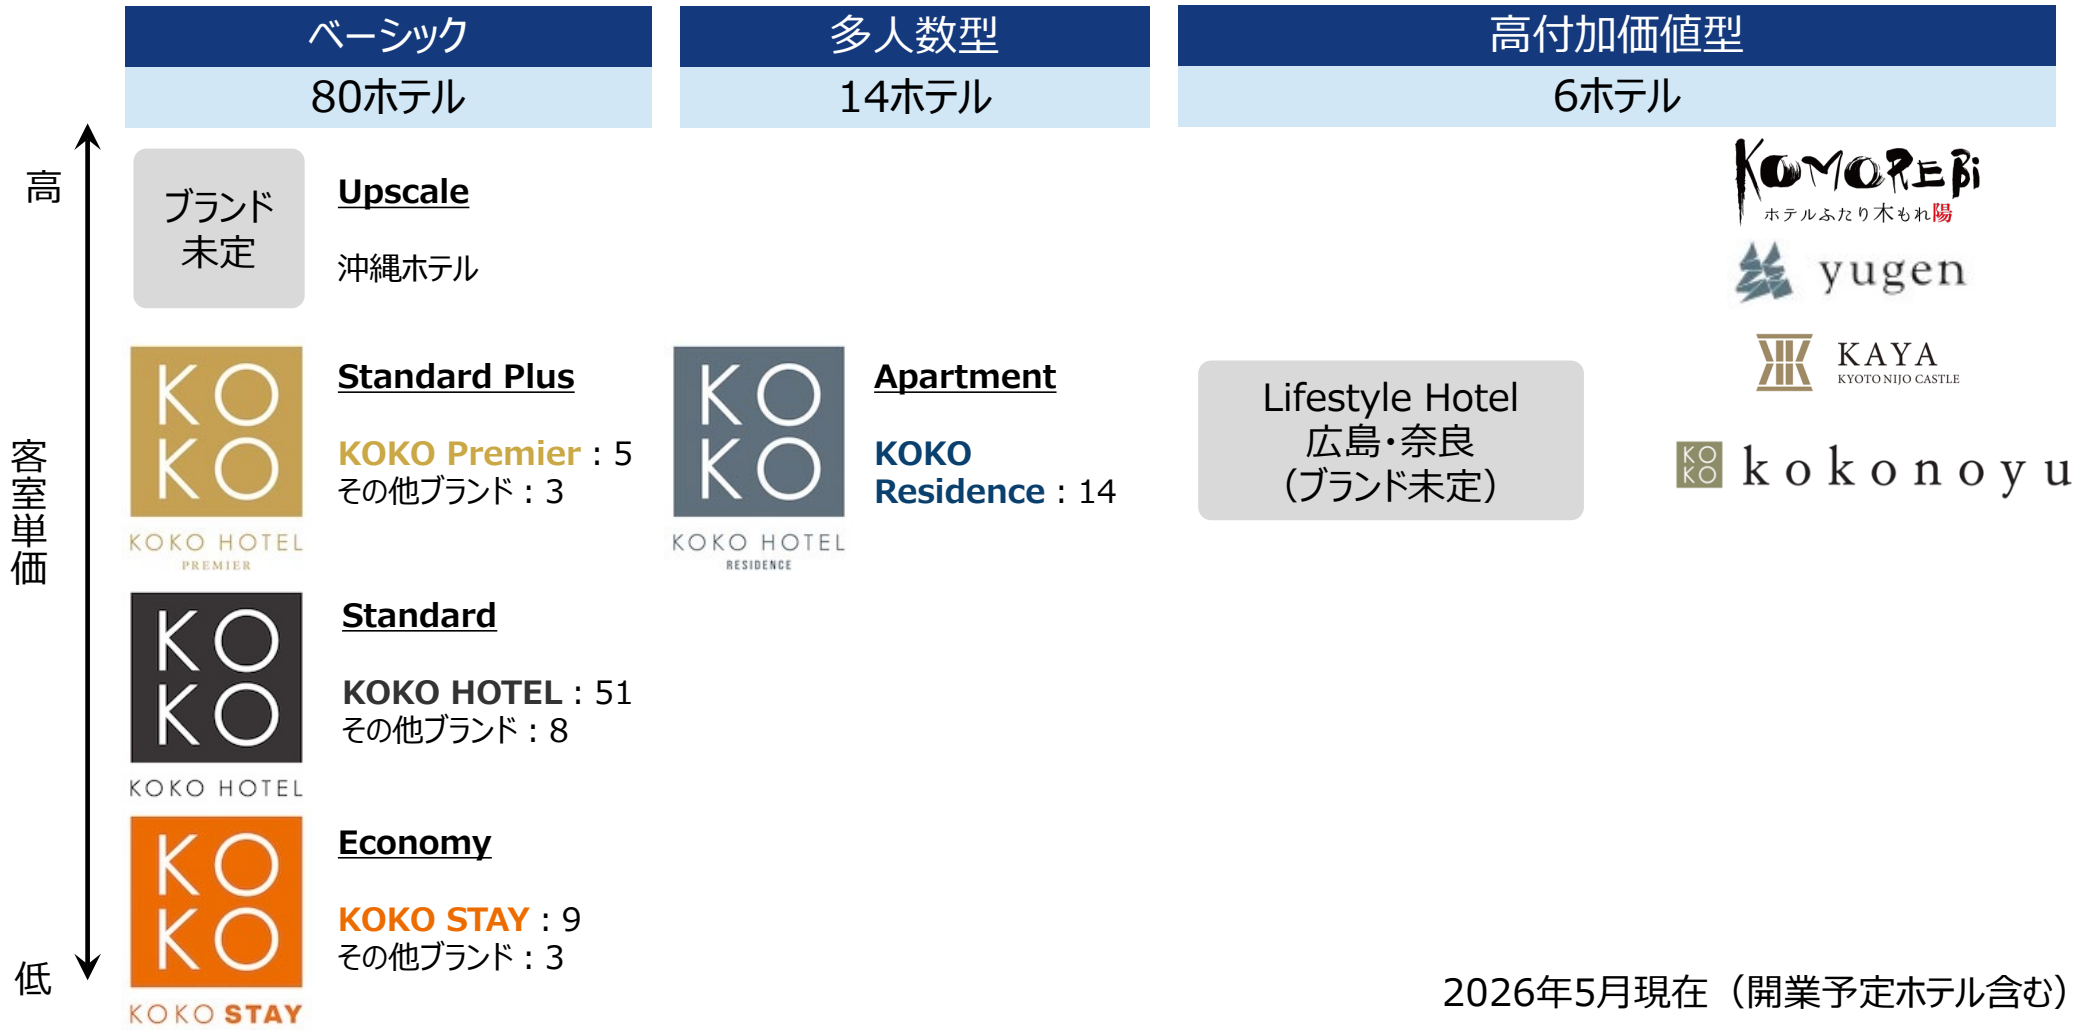 ベーシック
80ホテル
多人数型
14ホテル
高付加価値型
6ホテル
高
客室単価
低
ブランド
未定
Upscale
沖縄ホテル
KO
KO
KOKO HOTEL
PREMIER
Standard Plus
KOKO Premier：5
その他ブランド：3
KO
KO
KOKO HOTEL
Standard
KOKO HOTEL：51
その他ブランド：8
KO
KO
KOKO STAY
Economy
KOKO STAY：9
その他ブランド：3
KO
KO
KOKO HOTEL
RESIDENCE
Apartment
KOKO
Residence：14
Lifestyle Hotel
広島・奈良
（ブランド未定）
KOMOREBi
ホテルふたり木もれ陽
yugen
KAYA
KYOTO NIJO CASTLE
KO
KO
kokonoyu
2026年5月現在（開業予定ホテル含む）